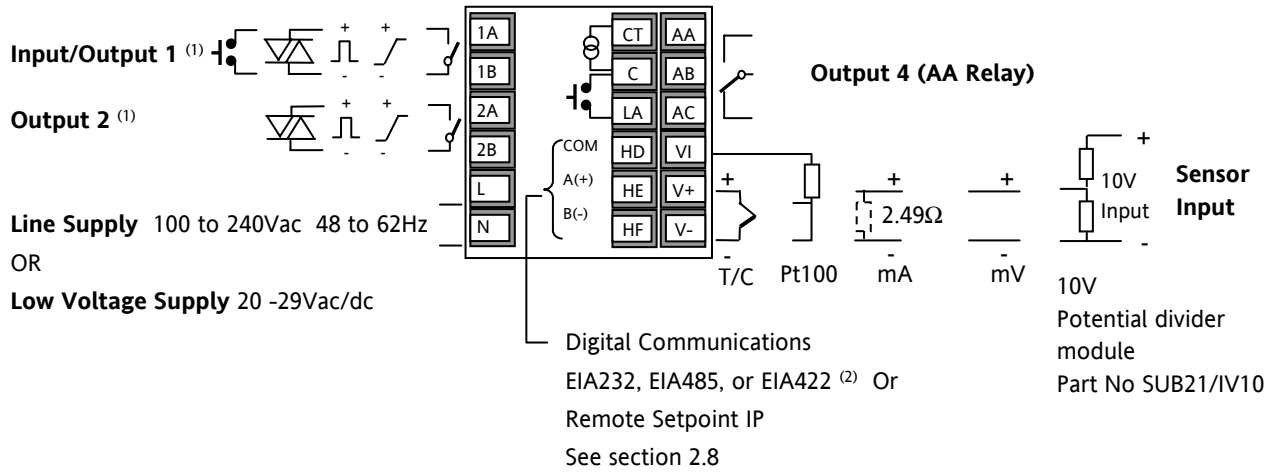 Input/Output 1 (1)
+ +
- -
Output 2 (1)
+ +
- -
Line Supply 100 to 240Vac 48 to 62Hz
OR
Low Voltage Supply 20 -29Vac/dc
1A CT AA
1B C AB
2A LA AC
2B COM HD VI
L A(+) HE V+
N B(-) HF V-
Output 4 (AA Relay)
+ + + +
10V
Input
2.49Ω
- - - -
T/C Pt100 mA mV
Sensor
Input
10V
Potential divider
module
Part No SUB21/IV10
Digital Communications
EIA232, EIA485, or EIA422 (2) Or
Remote Setpoint IP
See section 2.8